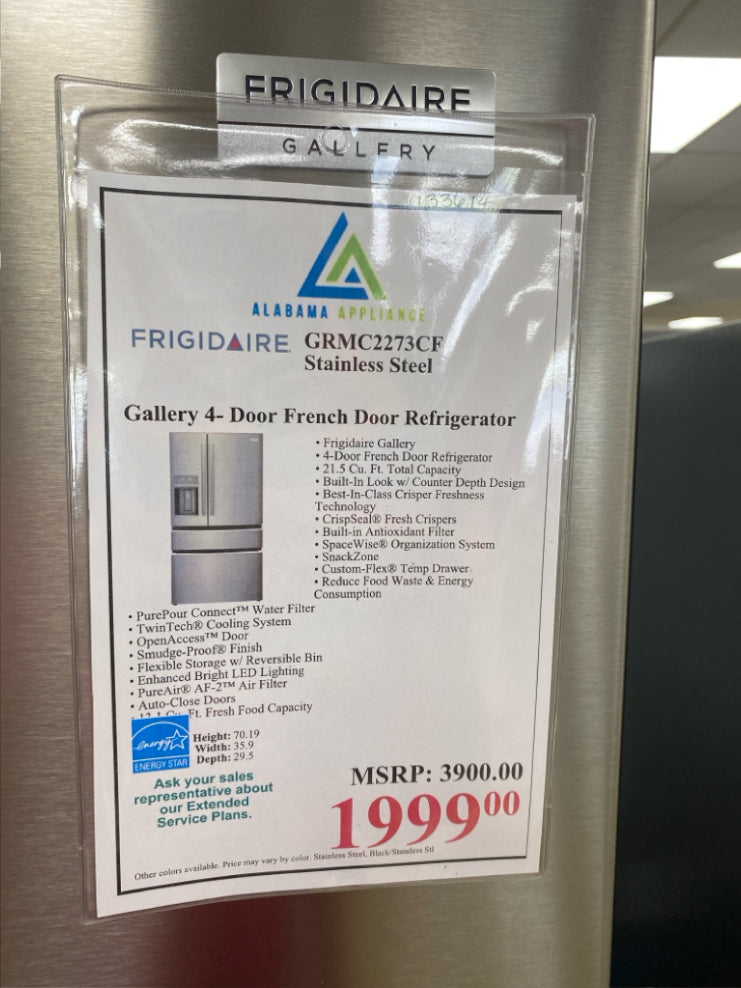 FRIGIDAIRE
GALLERY
ALABAMA APPLIANCE
FRIGIDAIRE GRMC2273CF
Stainless Steel
Gallery 4- Door French Door Refrigerator
• Frigidaire Gallery
• 4-Door French Door Refrigerator
• 21.5 Cu. Ft. Total Capacity
• Built-In Look w/ Counter Depth Design
• Best-In-Class Crisper Freshness
Technology
• CrispSeal® Fresh Crispers
• Built-in Antioxidant Filter
• SpaceWise® Organization System
• SnackZone
• Custom-Flex® Temp Drawer
• Reduce Food Waste & Energy
Consumption
• PurePour Connect™ Water Filter
• TwinTech® Cooling System
• OpenAccess™ Door
• Smudge-Proof® Finish
• Flexible Storage w/ Reversible Bin
• Enhanced Bright LED Lighting
• PureAir® AF-2™ Air Filter
• Auto-Close Doors
Ft. Fresh Food Capacity
energy
ENERGY STAR
Height: 70.19
Width: 35.9
Depth: 29.5
Ask your sales
representative about
our Extended
Service Plans.
MSRP: 3900.00
199900
Other colors available. Price may vary by color. Stainless Steel, Black/Stainless Stl